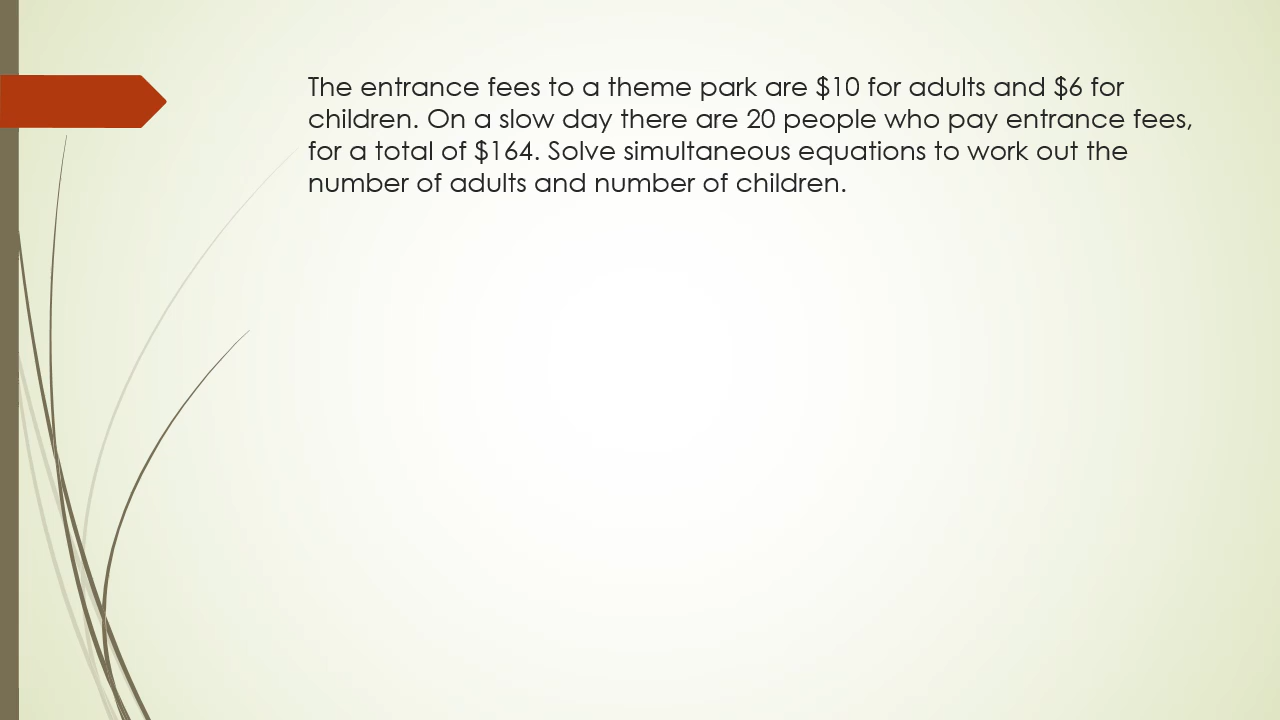 The entrance fees to a theme park are $10 for adults and $6 for
children. On a slow day there are 20 people who pay entrance fees,
for a total of $164. Solve simultaneous equations to work out the
number of adults and number of children.